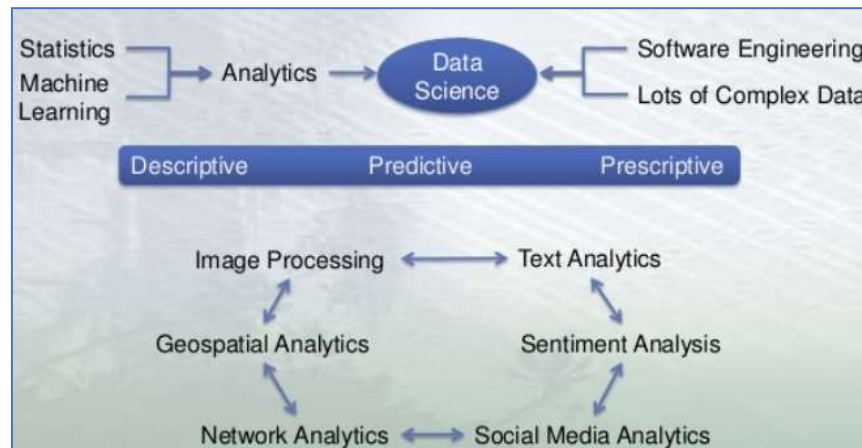 Statistics
Machine
Learning
Analytics
Data
Science
Software Engineering
Lots of Complex Data
Descriptive Predictive Prescriptive
Image Processing Text Analytics
Geospatial Analytics Sentiment Analysis
Network Analytics Social Media Analytics